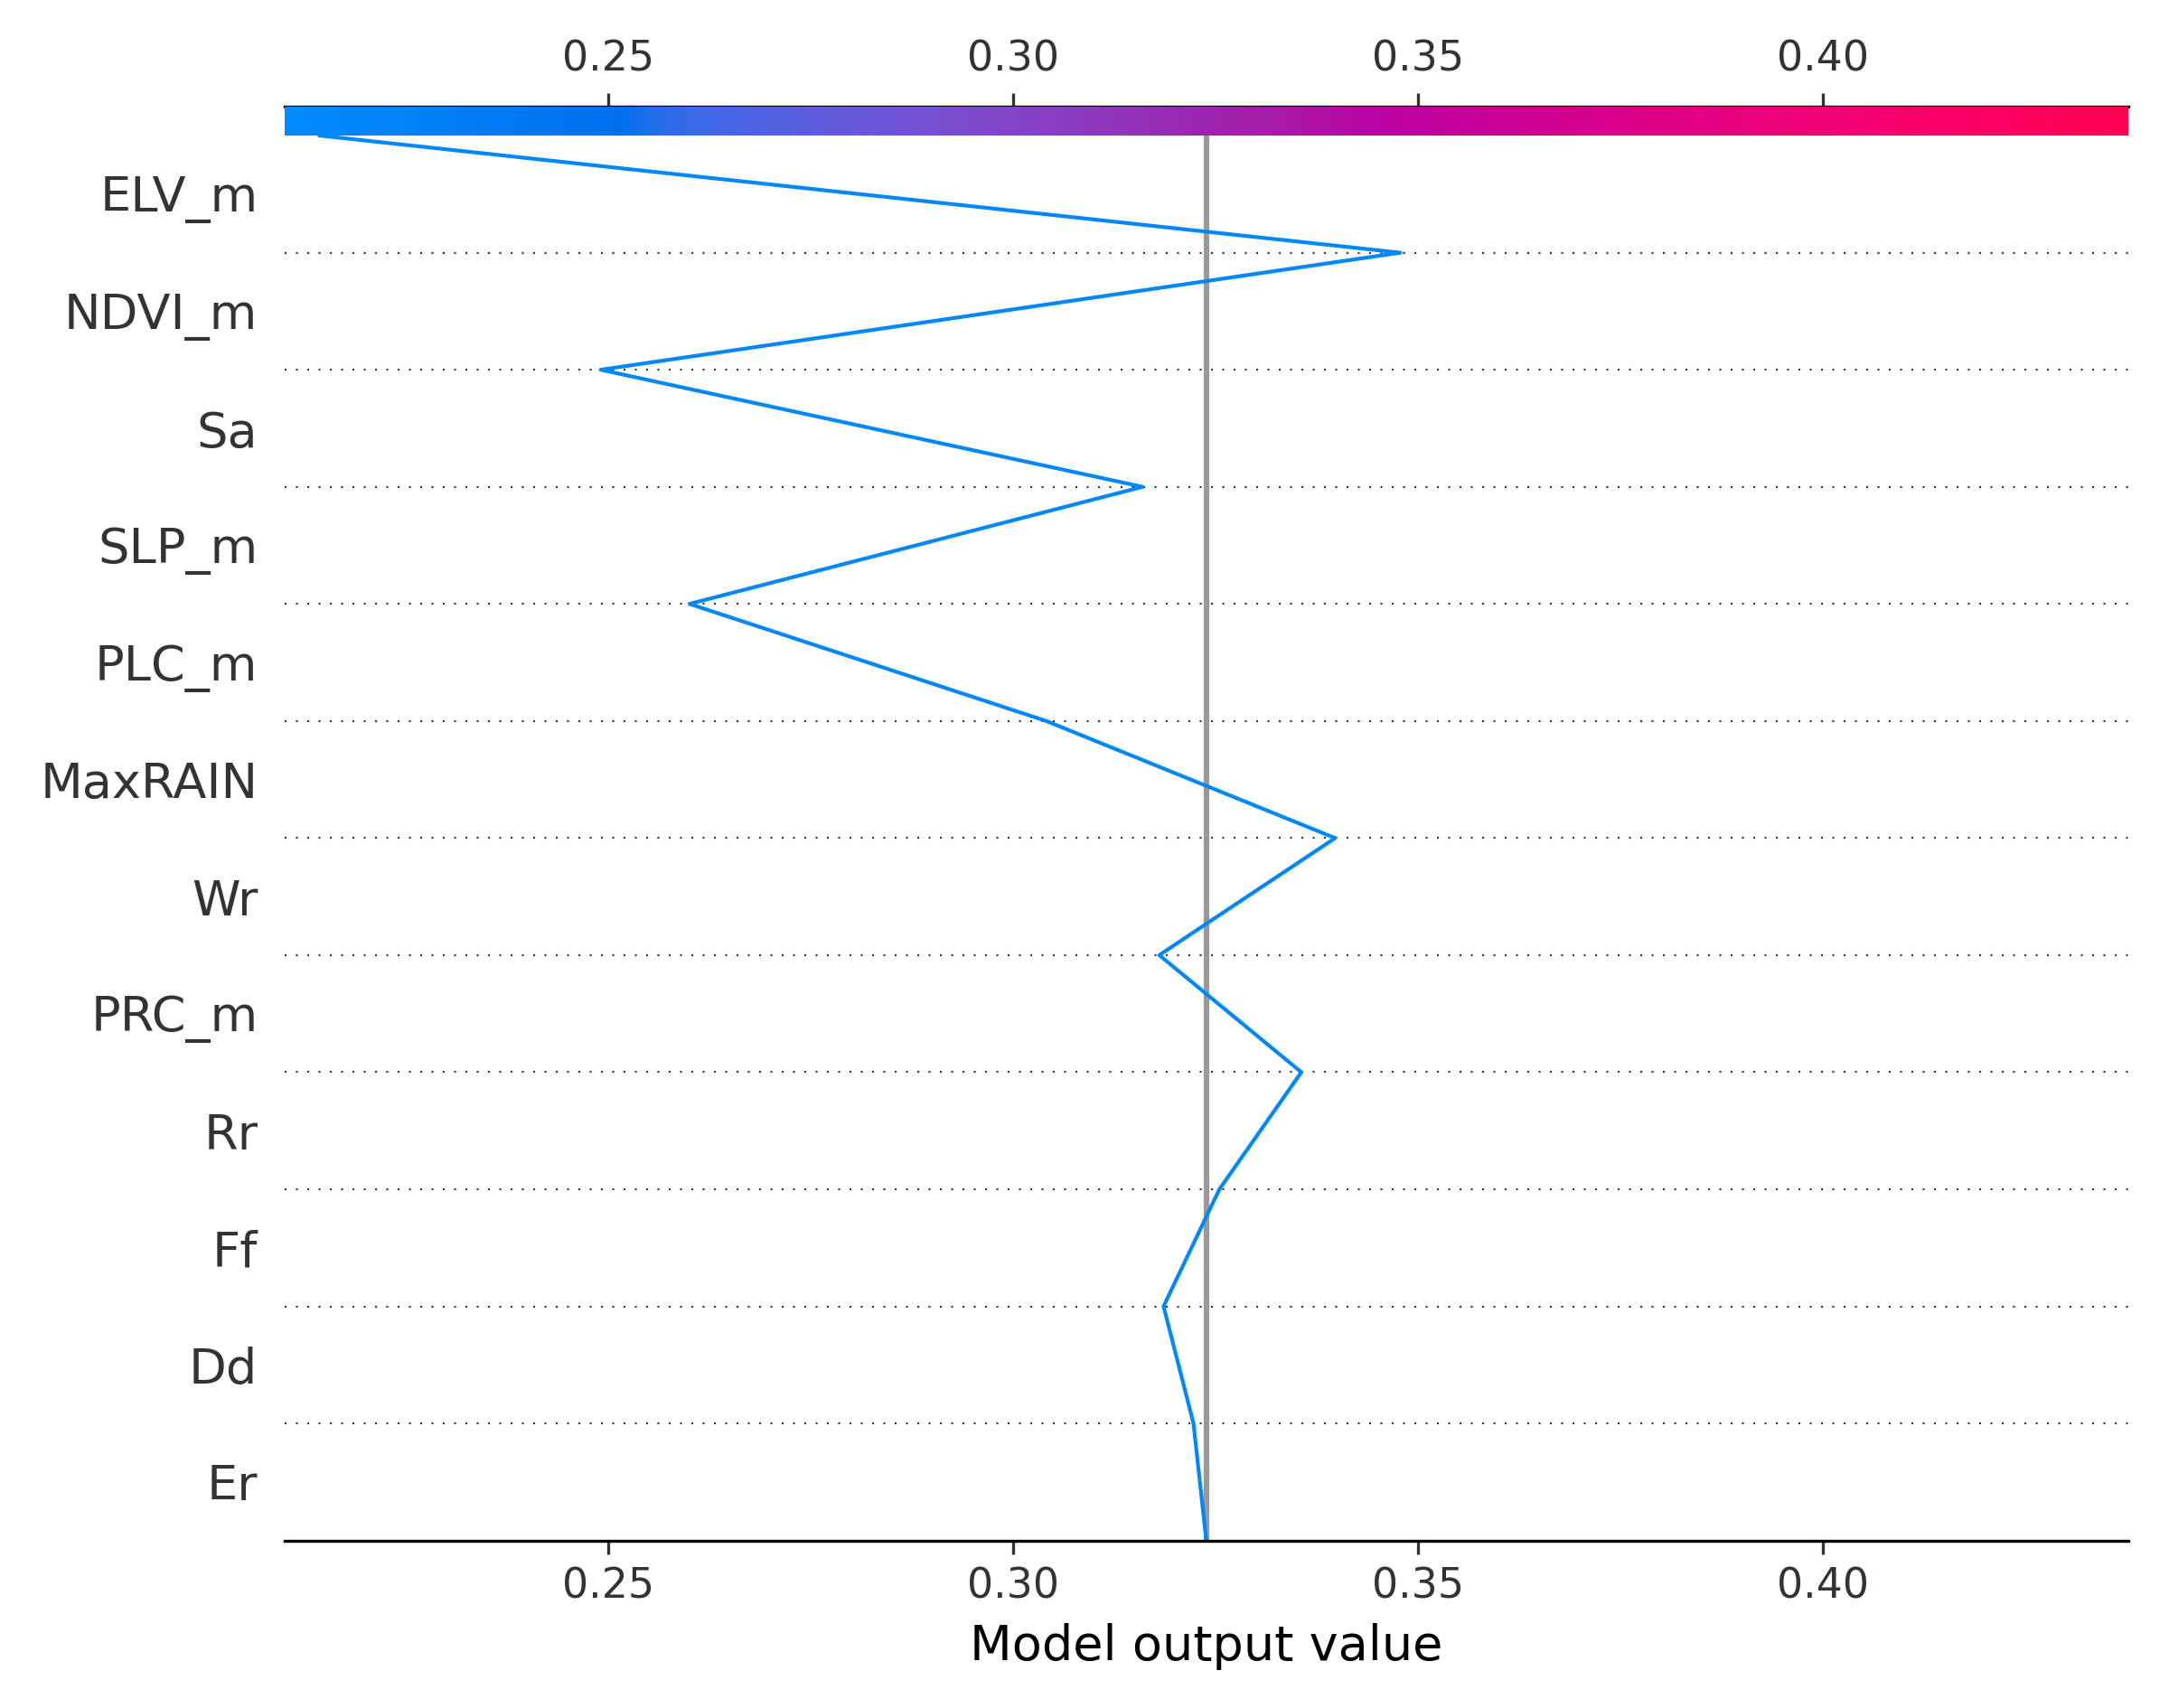 0.25 0.30 0.35 0.40
ELV_m
NDVI_m
Sa
SLP_m
PLC_m
MaxRAIN
Wr
PRC_m
Rr
Ff
Dd
Er
0.25 0.30 0.35 0.40
Model output value